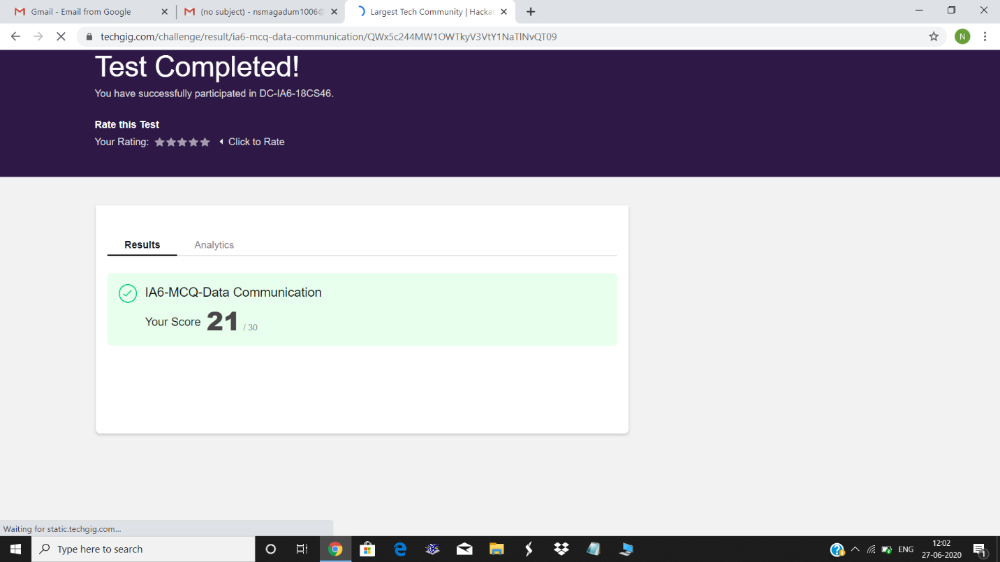 Gmail - Email from Google
(no subject) - nsmagadum1006@
Largest Tech Community | Hackat
techgig.com/challenge/result/ia6-mcq-data-communication/QWx5c244MW1OWTkyV3VtY1NaTlNvQT09
N
Test Completed!
You have successfully participated in DC-IA6-18CS46.
Rate this Test
Your Rating:
Click to Rate
Results
Analytics
IA6-MCQ-Data Communication
Your Score 21 / 30
Waiting for static.techgig.com...
Type here to search
ENG
12:02
27-06-2020
1